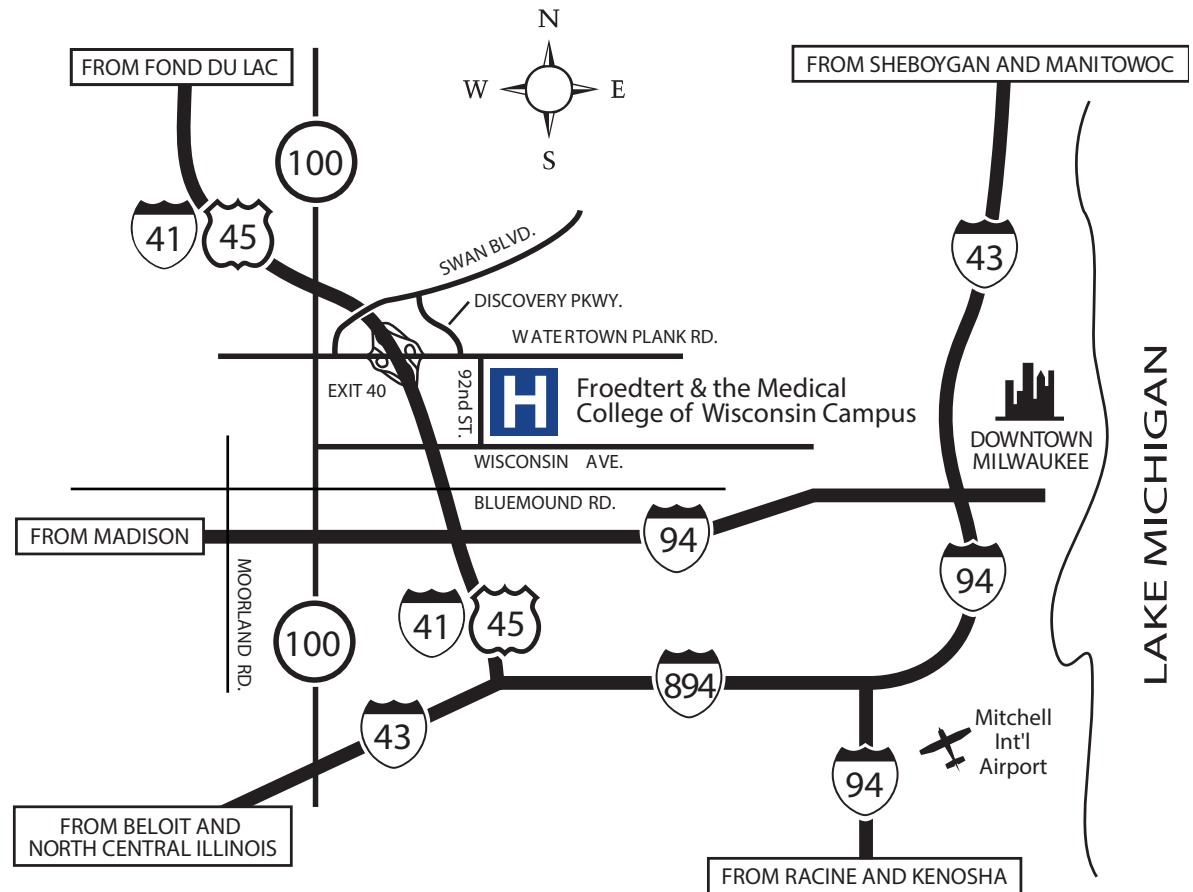 N
FROM FOND DU LAC
FROM SHEBOYGAN AND MANITOWOC
W
E
S
100
41
45
43
SWAN BLVD.
DISCOVERY PKWY.
WATERTOWN PLANK RD.
EXIT 40
92nd ST.
H
Froedtert & the Medical
College of Wisconsin Campus
DOWNTOWN
MILWAUKEE
LAKE MICHIGAN
WISCONSIN AVE.
BLUEMOUND RD.
FROM MADISON
94
94
MOORLAND RD.
100
41
45
894
43
Mitchell
Int'l
Airport
94
FROM BELOIT AND
NORTH CENTRAL ILLINOIS
FROM RACINE AND KENOSHA